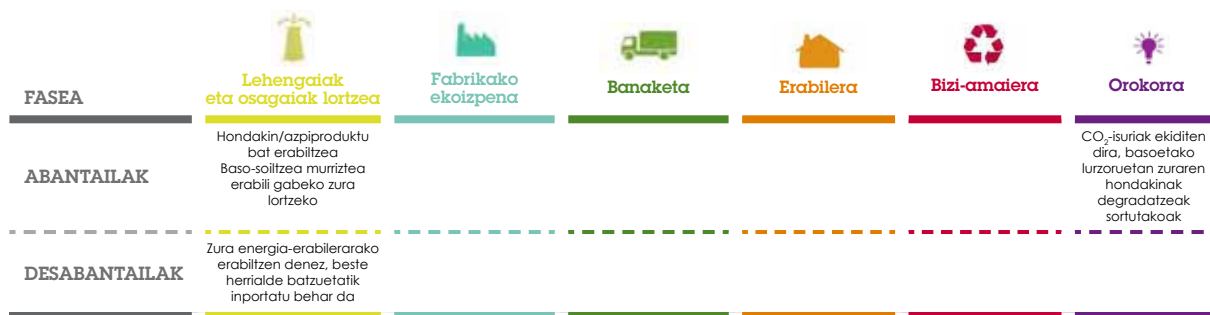 FASEA
Lehengaiak
eta osagaiak lortzea
Fabrikako
ekoizpena
Banaketa
Erabilera
Bizi-amaiera
Orokorra
ABANTAILAK
Hondakin/azpiproduktu
bat erabiltzea
Baso-soiltzea murriztea
erabili gabeko zura
lortzeko
CO₂-isuriak ekiditen
dira, basoetako
lurzoruetan zuraren
hondakinak
degradatzeak
sortutakoak
DESABANTAILAK
Zura energia-erabilerarako
erabiltzen denez, beste
herrialde batzuetatik
inportatu behar da